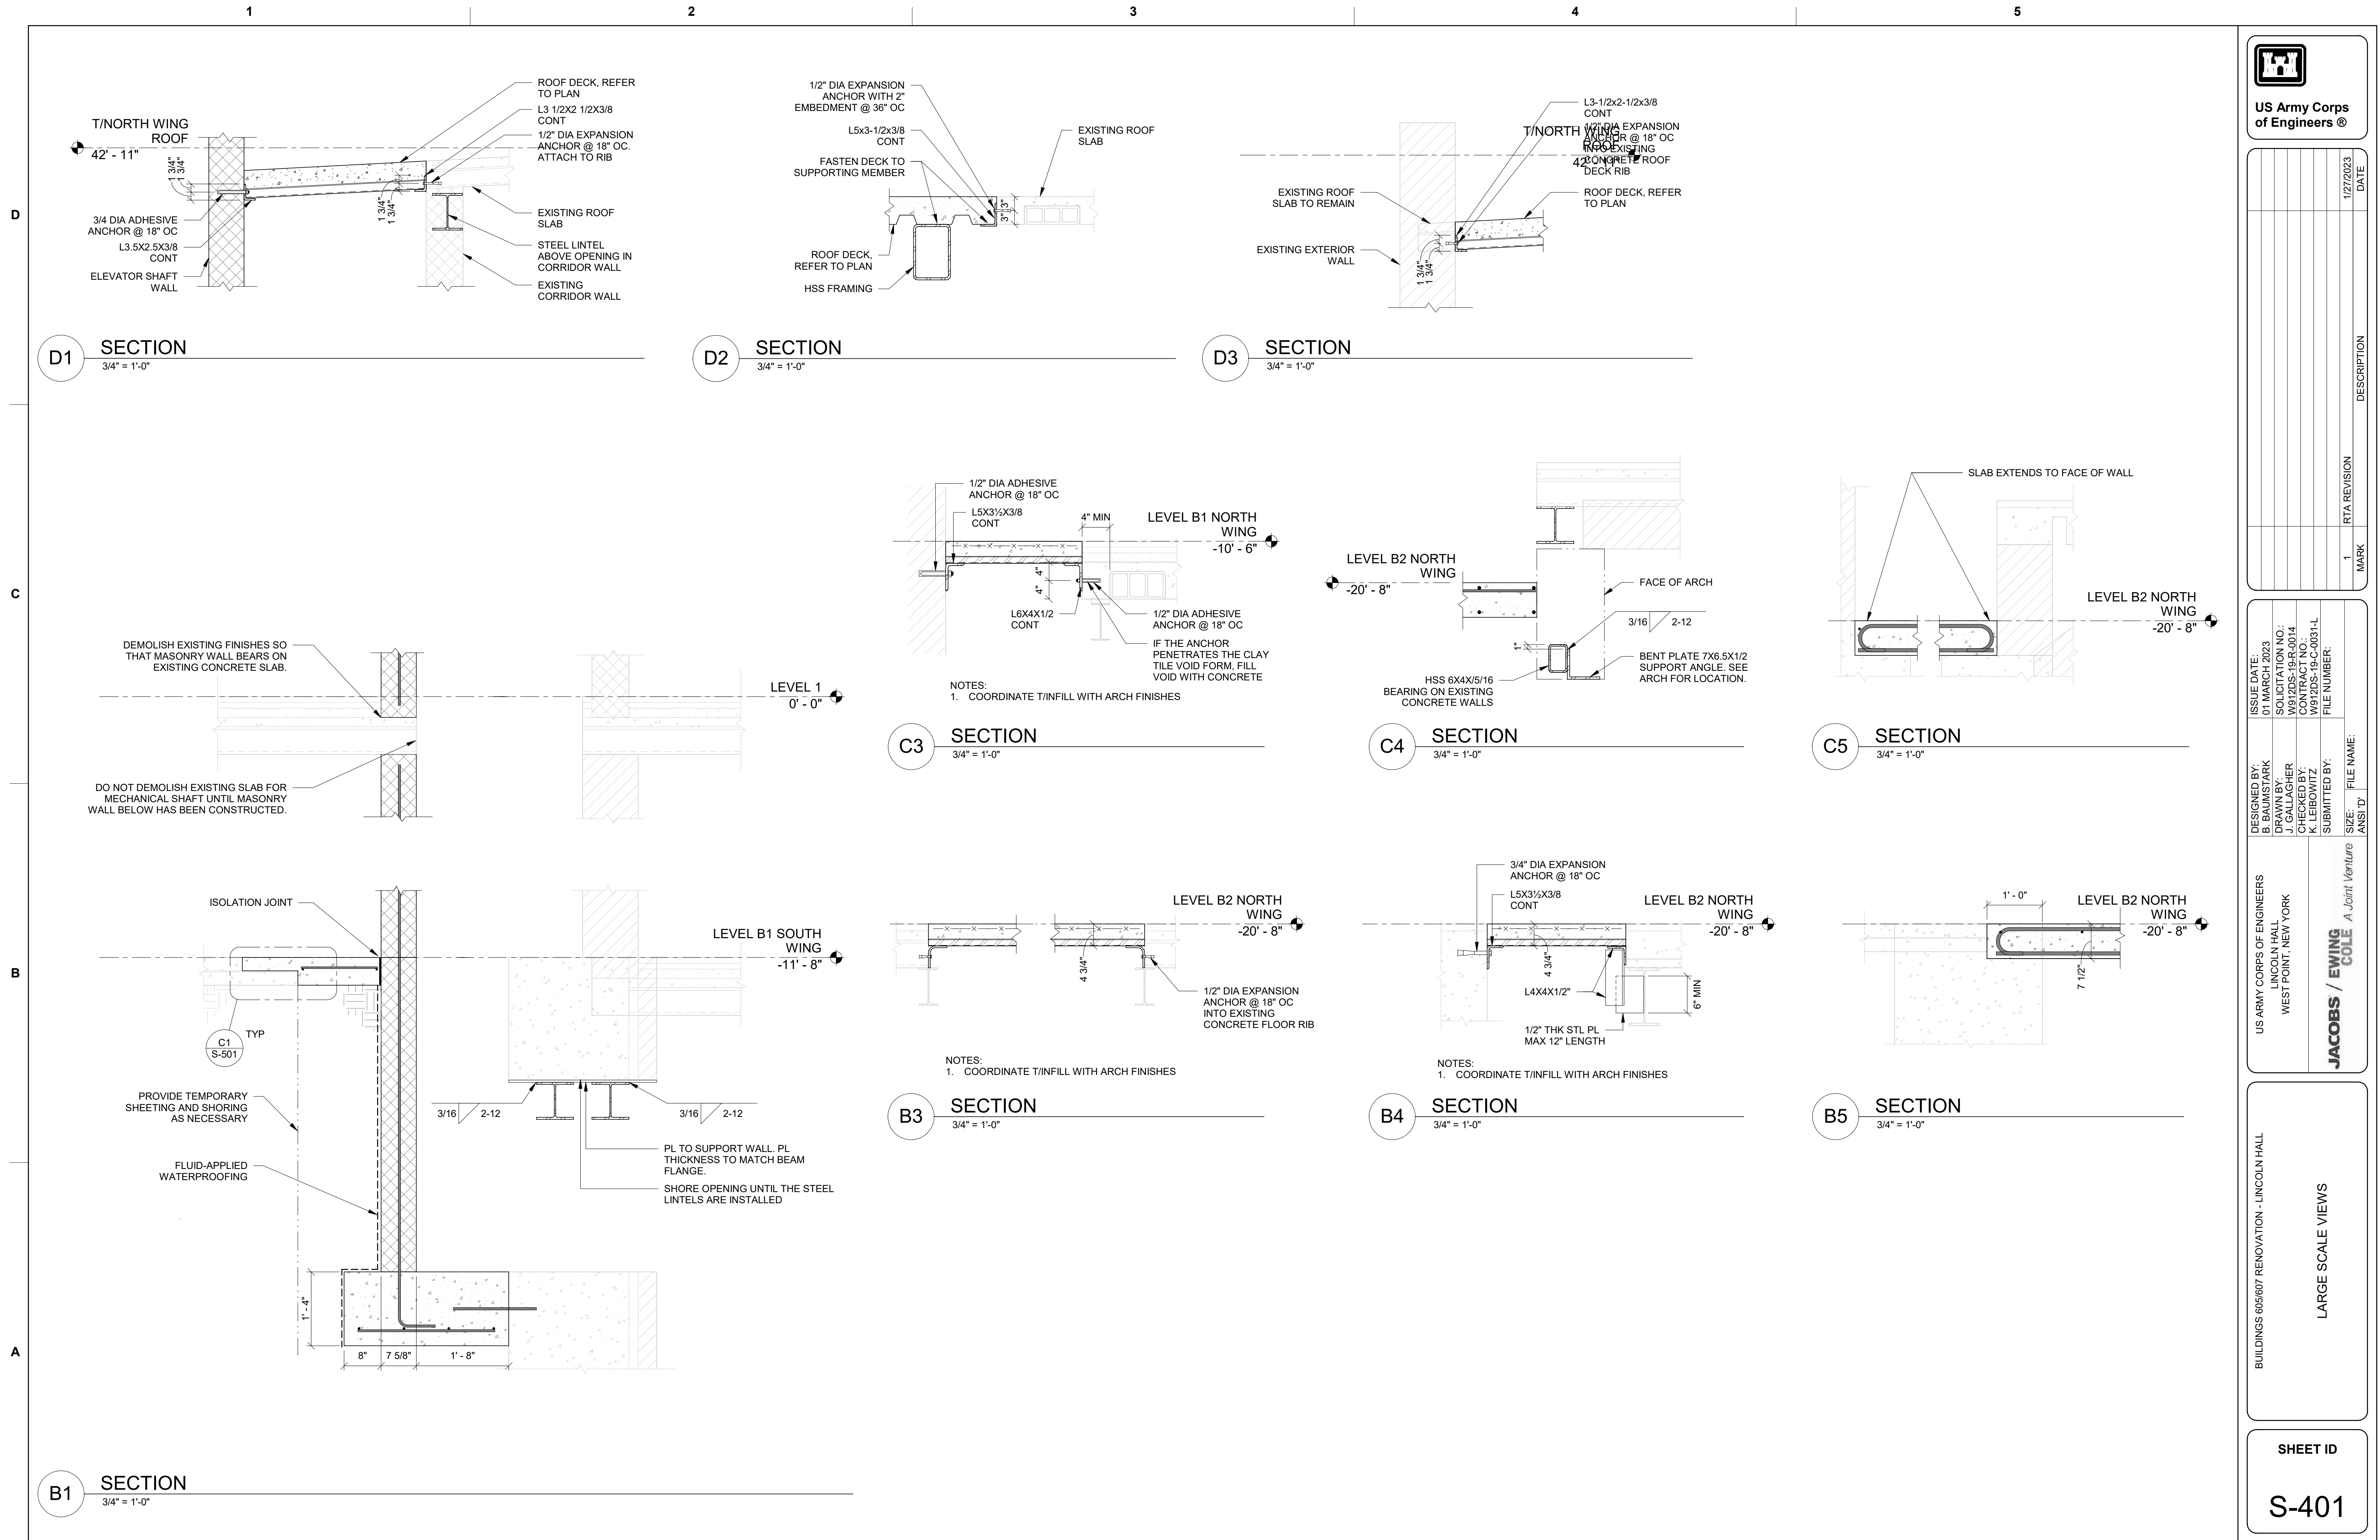 1
2
3
4
5
D
C
B
A
ROOF DECK, REFER
TO PLAN
L3 1/2X2 1/2X3/8
CONT
1/2" DIA EXPANSION
ANCHOR @ 18" OC.
ATTACH TO RIB
T/NORTH WING
ROOF
42' - 11"
1 3/4"
1 3/4"
1 3/4"
1 3/4"
3/4 DIA ADHESIVE
ANCHOR @ 18" OC
L3.5X2.5X3/8
CONT
ELEVATOR SHAFT
WALL
EXISTING ROOF
SLAB
STEEL LINTEL
ABOVE OPENING IN
CORRIDOR WALL
EXISTING
CORRIDOR WALL
D1
SECTION
3/4" = 1'-0"
1/2" DIA EXPANSION
ANCHOR WITH 2"
EMBEDMENT @ 36" OC
L5x3-1/2x3/8
CONT
FASTEN DECK TO
SUPPORTING MEMBER
EXISTING ROOF
SLAB
3"
3"
ROOF DECK,
REFER TO PLAN
HSS FRAMING
D2
SECTION
3/4" = 1'-0"
L3-1/2x2-1/2x3/8
CONT
1/2" DIA EXPANSION
ANCHOR @ 18" OC
INTO EXISTING
CONCRETE ROOF
DECK RIB
T/NORTH WING
ROOF
42' - 11"
EXISTING ROOF
SLAB TO REMAIN
ROOF DECK, REFER
TO PLAN
EXISTING EXTERIOR
WALL
1 3/4"
1 3/4"
D3
SECTION
3/4" = 1'-0"
1/2" DIA ADHESIVE
ANCHOR @ 18" OC
L5X3½X3/8
CONT
4" MIN
LEVEL B1 NORTH
WING
-10' - 6"
4"
4"
L6X4X1/2
CONT
1/2" DIA ADHESIVE
ANCHOR @ 18" OC
IF THE ANCHOR
PENETRATES THE CLAY
TILE VOID FORM, FILL
VOID WITH CONCRETE
NOTES:
1. COORDINATE T/INFILL WITH ARCH FINISHES
C3
SECTION
3/4" = 1'-0"
LEVEL B2 NORTH
WING
-20' - 8"
FACE OF ARCH
3/16
2-12
1"
BENT PLATE 7X6.5X1/2
SUPPORT ANGLE. SEE
ARCH FOR LOCATION.
HSS 6X4X/5/16
BEARING ON EXISTING
CONCRETE WALLS
C4
SECTION
3/4" = 1'-0"
SLAB EXTENDS TO FACE OF WALL
LEVEL B2 NORTH
WING
-20' - 8"
C5
SECTION
3/4" = 1'-0"
DEMOLISH EXISTING FINISHES SO
THAT MASONRY WALL BEARS ON
EXISTING CONCRETE SLAB.
LEVEL 1
0' - 0"
DO NOT DEMOLISH EXISTING SLAB FOR
MECHANICAL SHAFT UNTIL MASONRY
WALL BELOW HAS BEEN CONSTRUCTED.
ISOLATION JOINT
LEVEL B1 SOUTH
WING
-11' - 8"
C1
S-501
TYP
PROVIDE TEMPORARY
SHEETING AND SHORING
AS NECESSARY
3/16
2-12
3/16
2-12
PL TO SUPPORT WALL. PL
THICKNESS TO MATCH BEAM
FLANGE.
SHORE OPENING UNTIL THE STEEL
LINTELS ARE INSTALLED
FLUID-APPLIED
WATERPROOFING
1' - 4"
8"
7 5/8"
1' - 8"
B1
SECTION
3/4" = 1'-0"
LEVEL B2 NORTH
WING
-20' - 8"
4 3/4"
1/2" DIA EXPANSION
ANCHOR @ 18" OC
INTO EXISTING
CONCRETE FLOOR RIB
NOTES:
1. COORDINATE T/INFILL WITH ARCH FINISHES
B3
SECTION
3/4" = 1'-0"
3/4" DIA EXPANSION
ANCHOR @ 18" OC
L5X3½X3/8
CONT
LEVEL B2 NORTH
WING
-20' - 8"
4 3/4"
L4X4X1/2"
6" MIN
1/2" THK STL PL
MAX 12" LENGTH
NOTES:
1. COORDINATE T/INFILL WITH ARCH FINISHES
B4
SECTION
3/4" = 1'-0"
1' - 0"
LEVEL B2 NORTH
WING
-20' - 8"
7 1/2"
B5
SECTION
3/4" = 1'-0"
US Army Corps
of Engineers ®
1/27/2023
DATE
DESCRIPTION
RTA REVISION
1
MARK
ISSUE DATE:
01 MARCH 2023
SOLICITATION NO.:
W912DS-19-R-0014
CONTRACT NO.:
W912DS-19-C-0031-L
FILE NUMBER:
DESIGNED BY:
B. BAUMSTARK
DRAWN BY:
J. GALLAGHER
CHECKED BY:
K. LEIBOWITZ
SUBMITTED BY:
SIZE:
ANSI 'D'
FILE NAME:
US ARMY CORPS OF ENGINEERS
LINCOLN HALL
WEST POINT, NEW YORK
JACOBS / EWING COLE A Joint Venture
BUILDINGS 605/607 RENOVATION - LINCOLN HALL
LARGE SCALE VIEWS
SHEET ID
S-401